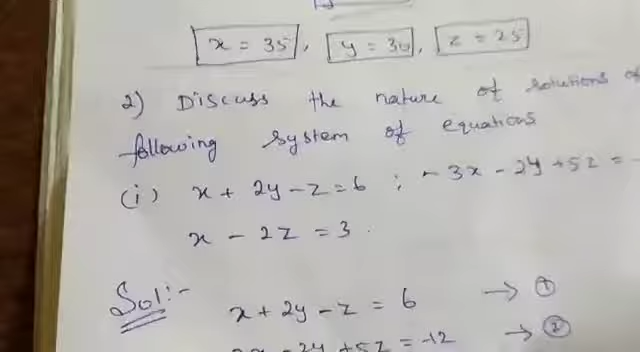 x = 35, y = 30, z = 25
2) Discuss the nature of solutions of
following system of equations
(i) x + 2y - z = 6 ; - 3x - 2y + 5z = -
x - 2z = 3.
Sol:-
x + 2y - z = 6 → ①
- 2y + 5z = -12 → ②